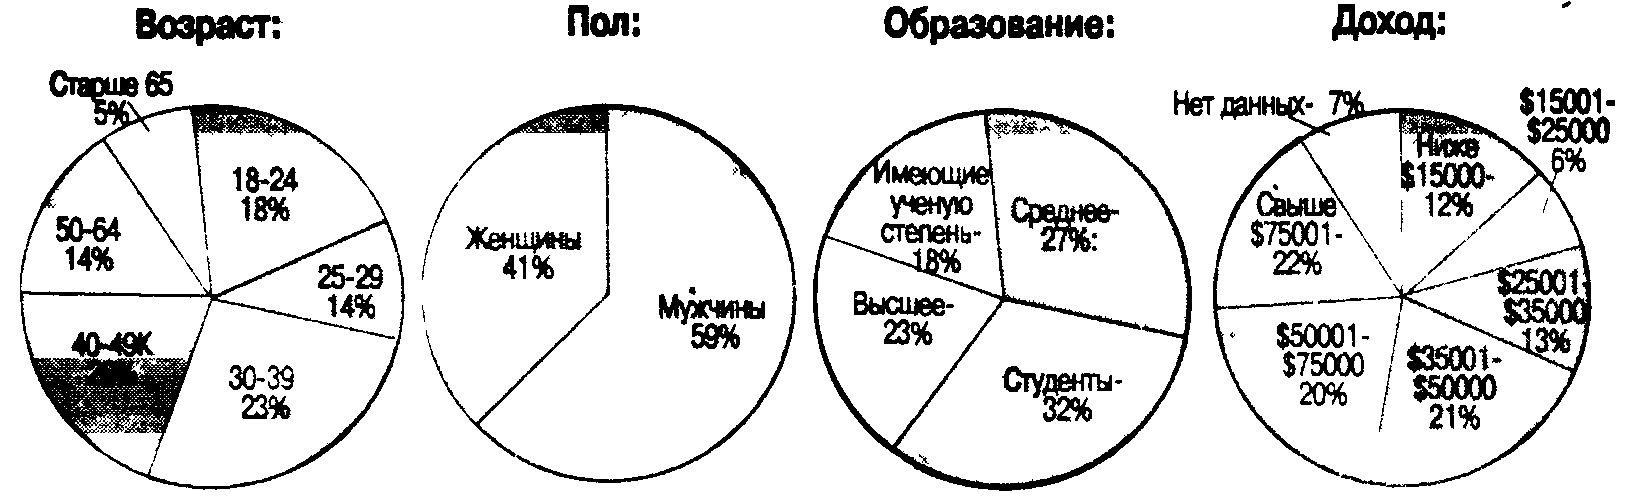 Возраст:
Старше 65
5%
18-24
18%
25-29
14%
30-39
23%
40-49К
50-64
14%
Пол:
Женщины
41%
Мужчины
59%
Образование:
Имеющие
ученую
степень-
18%
Среднее-
27%:
Высшее-
23%
Студенты-
32%
Доход:
Нет данных- 7%
Ниже
$15000-
12%
$15001-
$25000
6%
$25001-
$35000
13%
$35001-
$50000
21%
$50001-
$75000
20%
Свыше
$75001-
22%